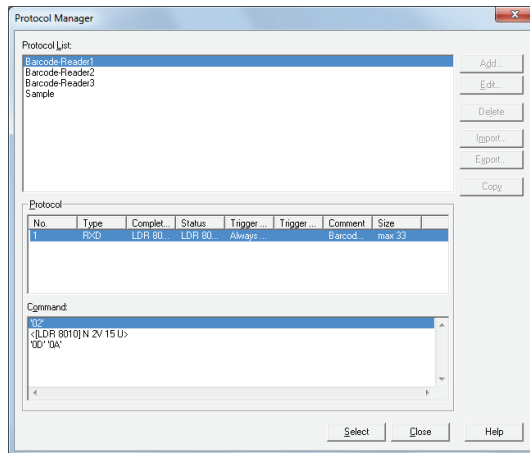 Protocol Manager
Protocol List:
Barcode-Reader1
Barcode-Reader2
Barcode-Reader3
Sample
Add...
Edit...
Delete
Import...
Export...
Copy
Protocol
No. Type Complet... Status Trigger ... Trigger ... Comment Size
1 RXD LDR 80... LDR 80... Always ... Barcod... max 33
Command:
'02'
<[LDR 8010] N 2V 15 U>
'0D' '0A'
Select Close Help